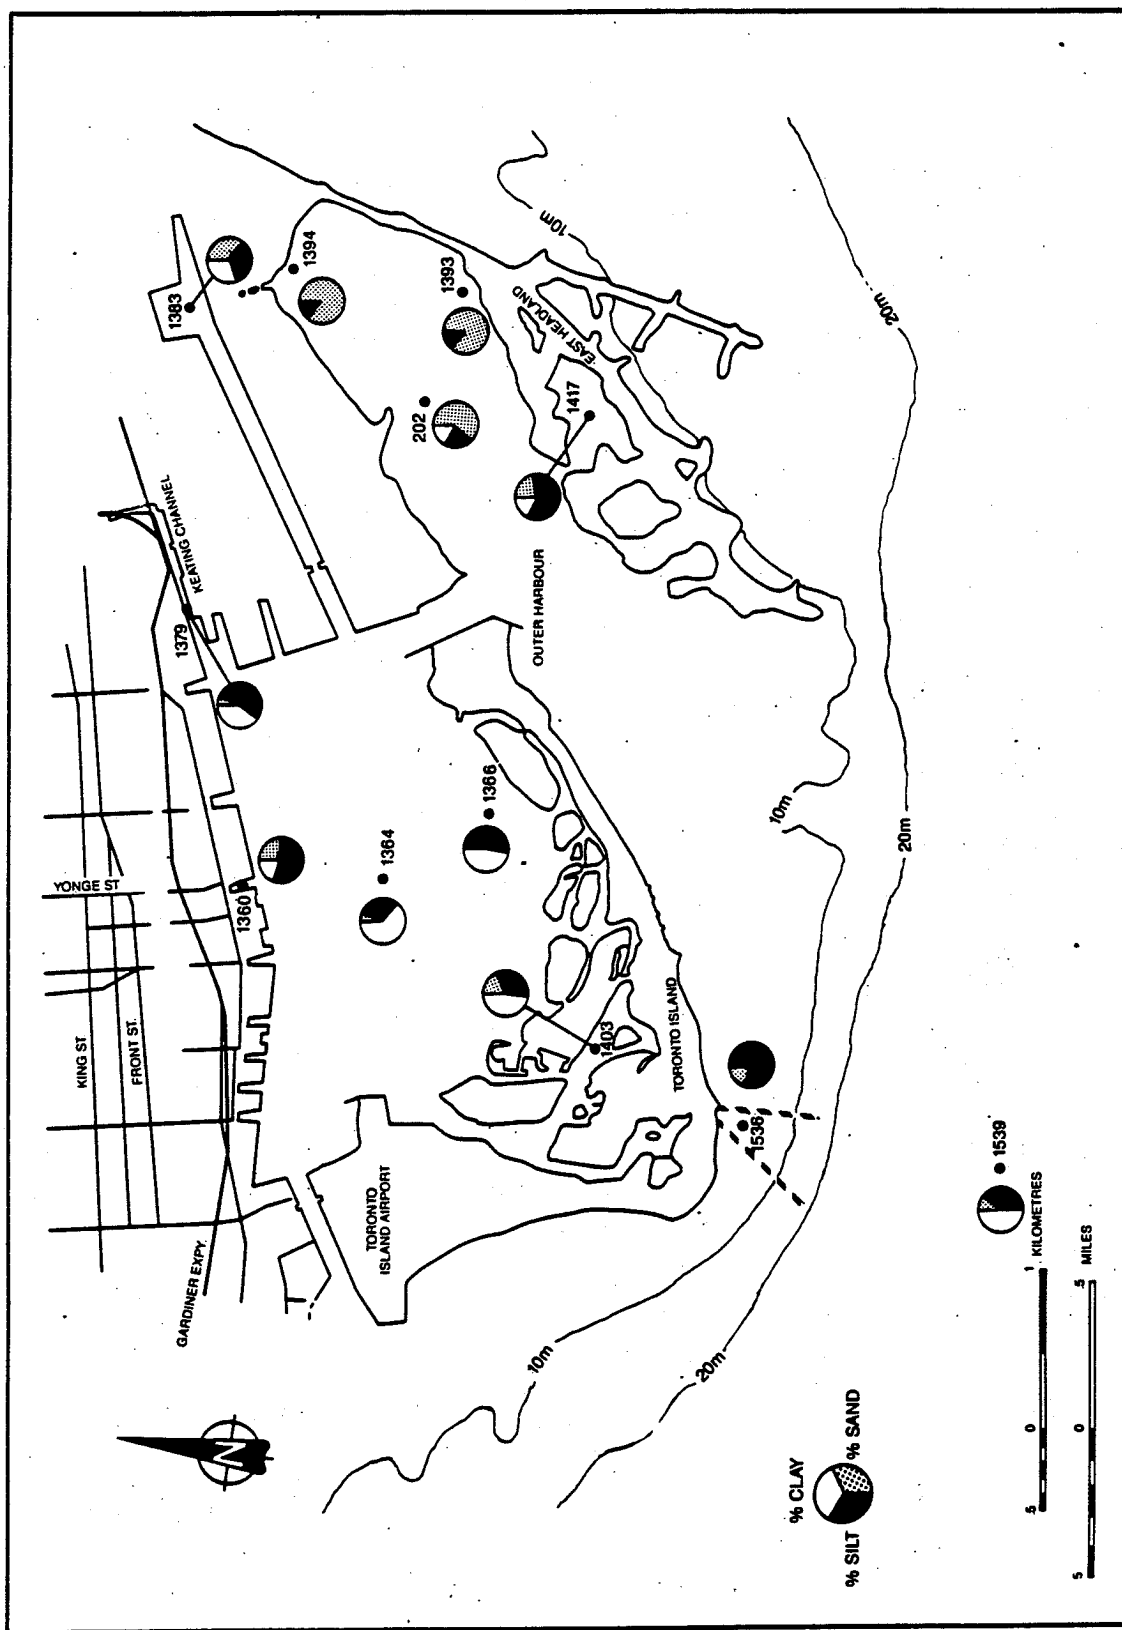 KING ST.
FRONT ST.
YONGE ST
GARDINER EXPY.
KEATING CHANNEL
1379
1360
1383
1394
1393
202
1417
EAST HEADLAND
OUTER HARBOUR
1364
1366
1403
TORONTO ISLAND
TORONTO
ISLAND AIRPORT
1536
1539
10m
20m
10m
20m
10m
20m
N
% CLAY
% SILT
% SAND
.5 0 1
KILOMETRES
5 0 .5
MILES